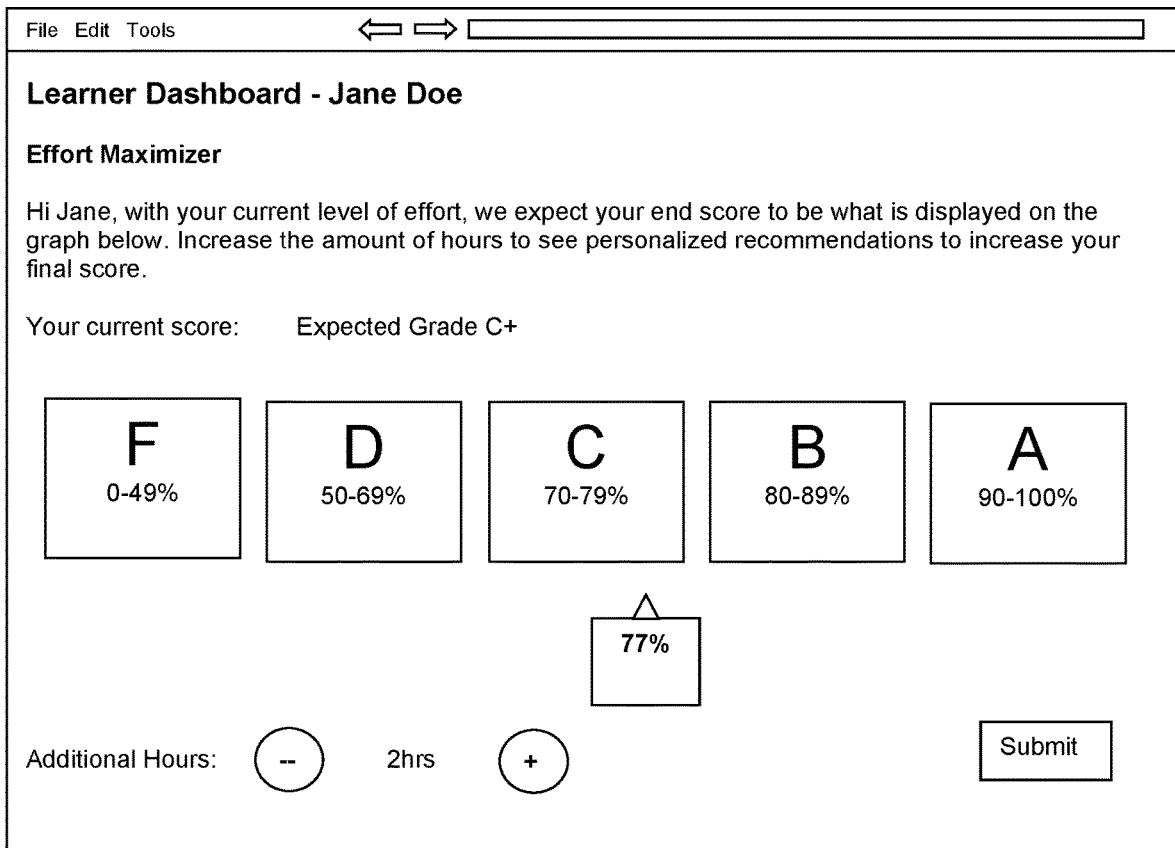 File Edit Tools
Learner Dashboard - Jane Doe
Effort Maximizer
Hi Jane, with your current level of effort, we expect your end score to be what is displayed on the
graph below. Increase the amount of hours to see personalized recommendations to increase your
final score.
Your current score: Expected Grade C+
F D C B A
0-49% 50-69% 70-79% 80-89% 90-100%
77%
Additional Hours: -- 2hrs + Submit